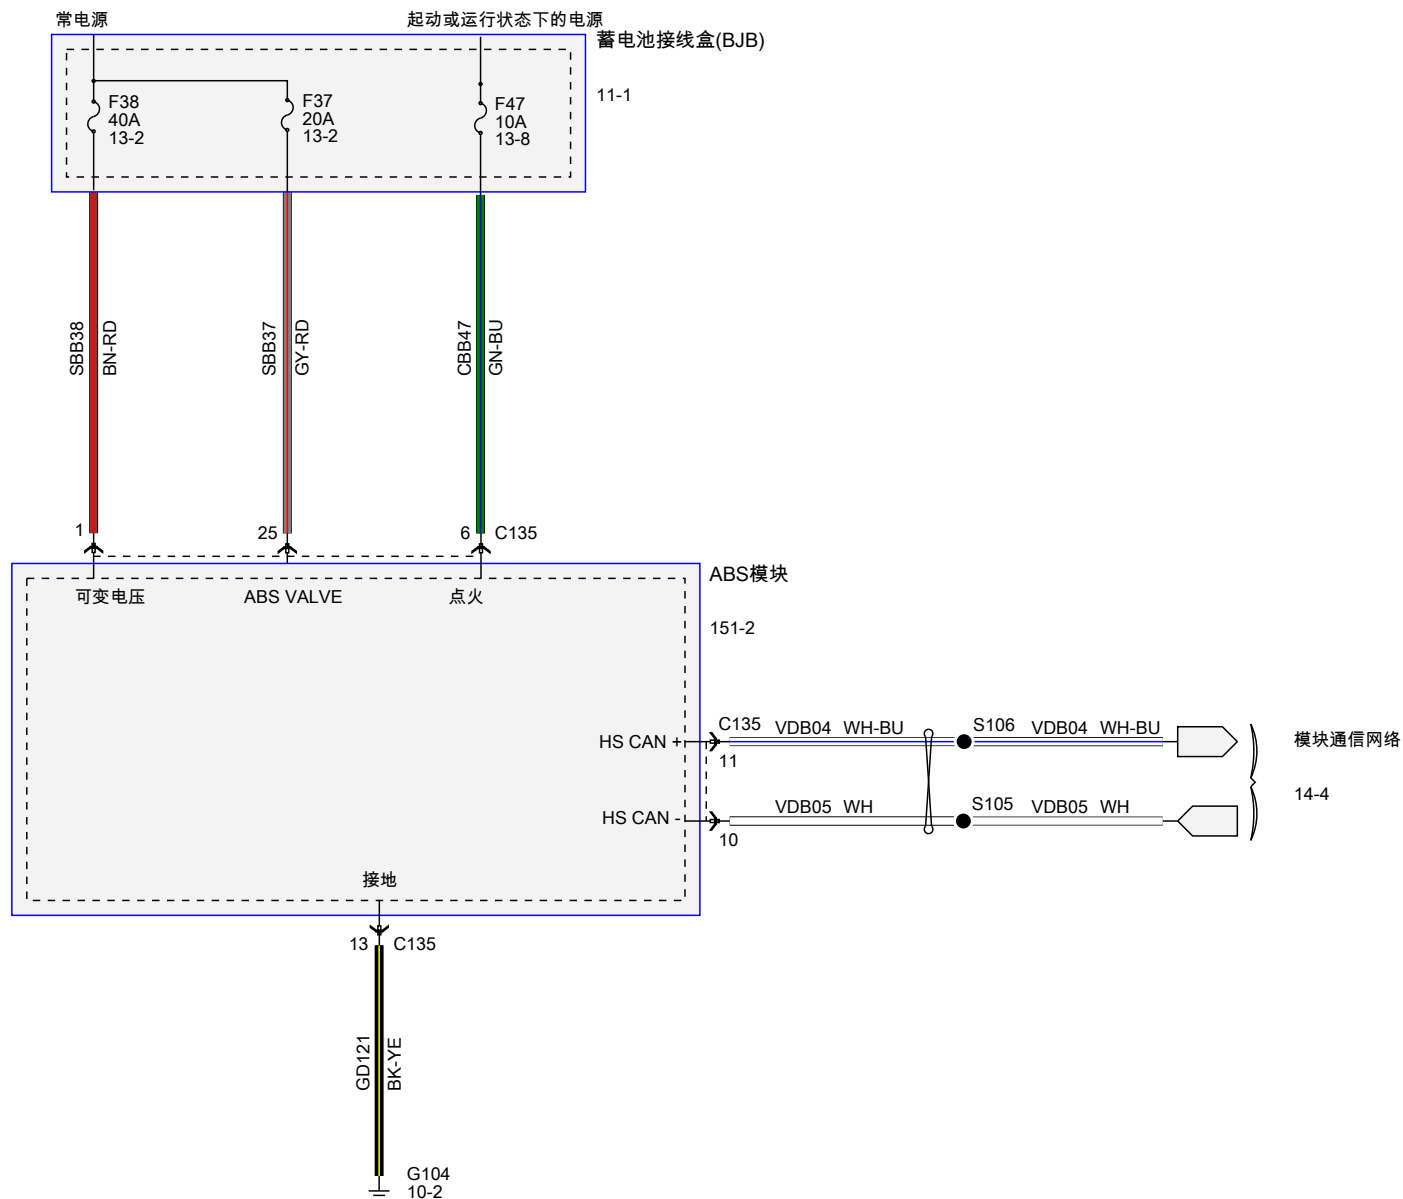 常电源
起动或运行状态下的电源
蓄电池接线盒(BJB)
11-1
F38
40A
13-2
F37
20A
13-2
F47
10A
13-8
SBB38
BN-RD
SBB37
GY-RD
CBB47
GN-BU
1
25
6
C135
ABS模块
151-2
可变电压
ABS VALVE
点火
HS CAN +
C135
11
VDB04 WH-BU
S106
VDB04 WH-BU
模块通信网络
14-4
HS CAN -
10
VDB05 WH
S105
VDB05 WH
接地
13
C135
GD121
BK-YE
G104
10-2